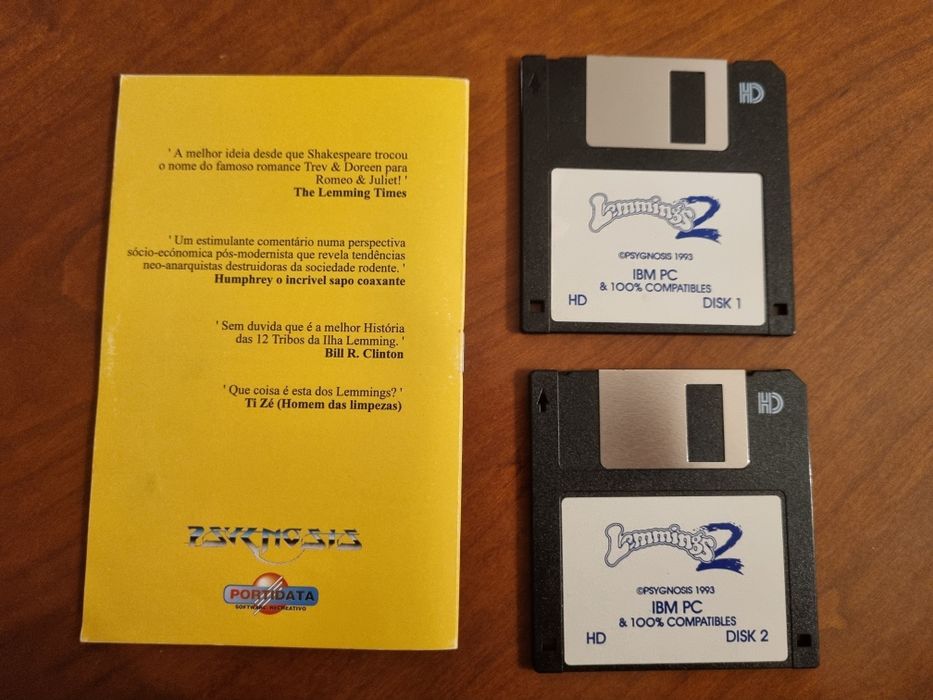 ' A melhor ideia desde que Shakespeare trocou
o nome do famoso romance Trev & Doreen para
Romeo & Juliet! '
The Lemming Times
' Um estimulante comentário numa perspectiva
sócio-ecónomica pós-modernista que revela tendências
neo-anarquistas destruidoras da sociedade rodente. '
Humphrey o incrivel sapo coaxante
' Sem duvida que é a melhor História
das 12 Tribos da Ilha Lemming. '
Bill R. Clinton
' Que coisa é esta dos Lemmings? '
Ti Zé (Homem das limpezas)
PSYGNOSIS
PORTIDATA
SOFTWARE RECREATIVO
HD
Lemmings 2
©PSYGNOSIS 1993
IBM PC
& 100% COMPATIBLES
HD DISK 1
HD
Lemmings 2
©PSYGNOSIS 1993
IBM PC
& 100% COMPATIBLES
HD DISK 2